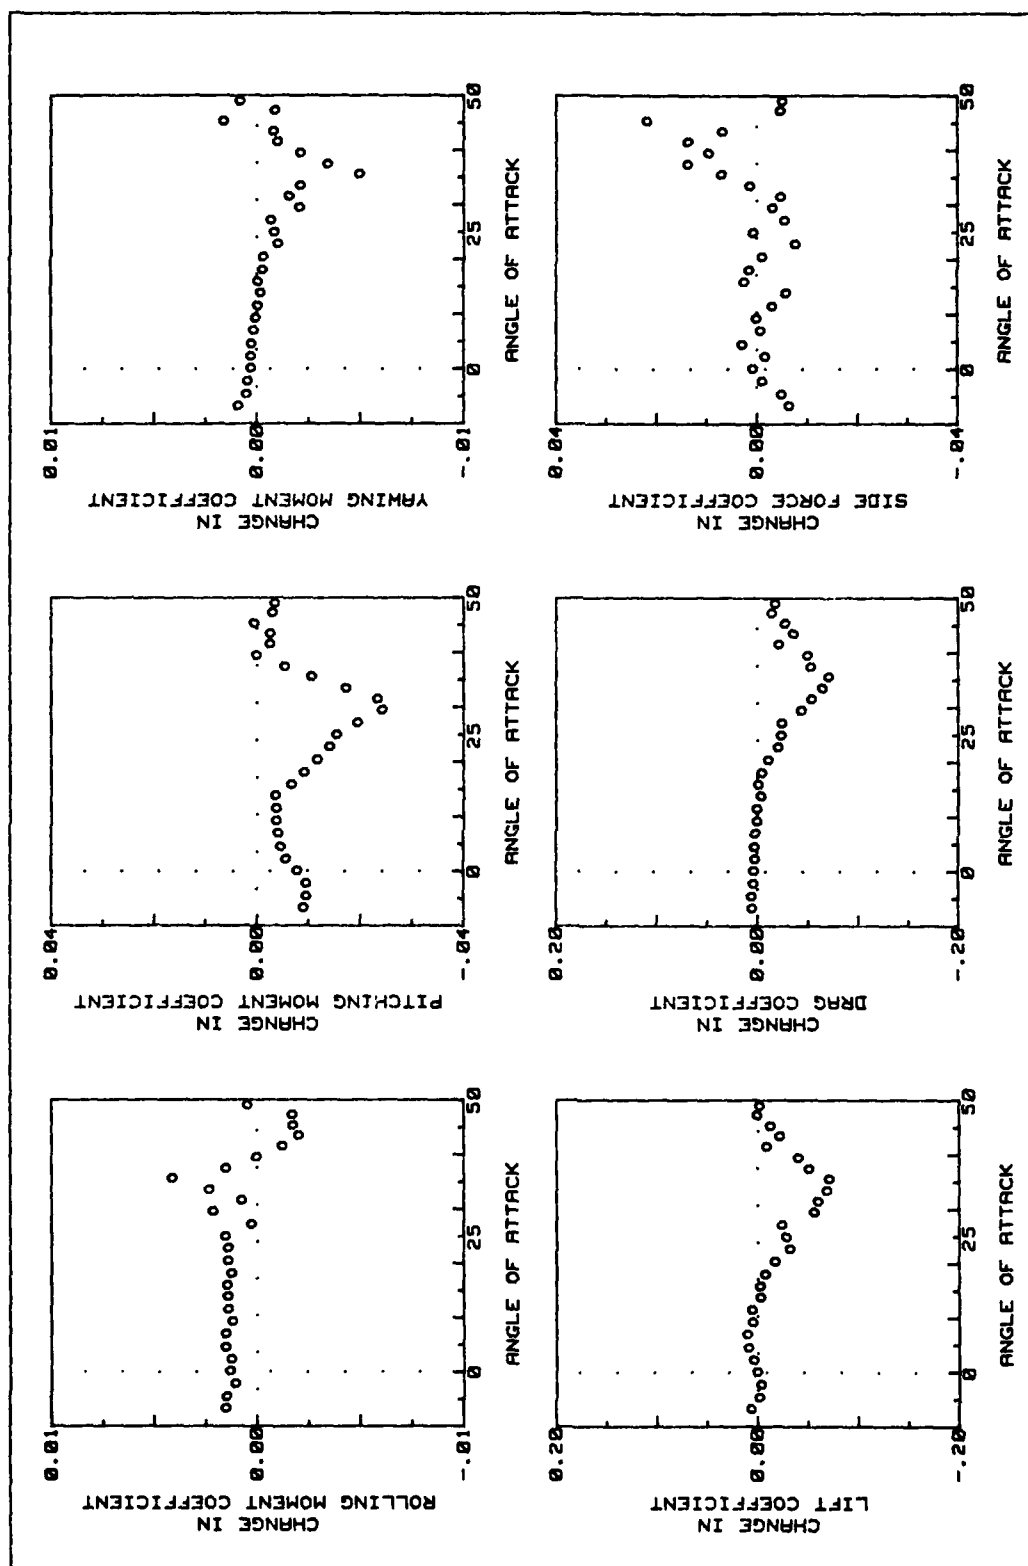 CHANGE IN
ROLLING MOMENT COEFFICIENT
0.01
0.00
-.01
0 25 50
ANGLE OF ATTACK
CHANGE IN
PITCHING MOMENT COEFFICIENT
0.04
0.00
-.04
0 25 50
ANGLE OF ATTACK
CHANGE IN
YAWING MOMENT COEFFICIENT
0.01
0.00
-.01
0 25 50
ANGLE OF ATTACK
CHANGE IN
LIFT COEFFICIENT
0.20
0.00
-.20
0 25 50
ANGLE OF ATTACK
CHANGE IN
DRAG COEFFICIENT
0.20
0.00
-.20
0 25 50
ANGLE OF ATTACK
CHANGE IN
SIDE FORCE COEFFICIENT
0.04
0.00
-.04
0 25 50
ANGLE OF ATTACK